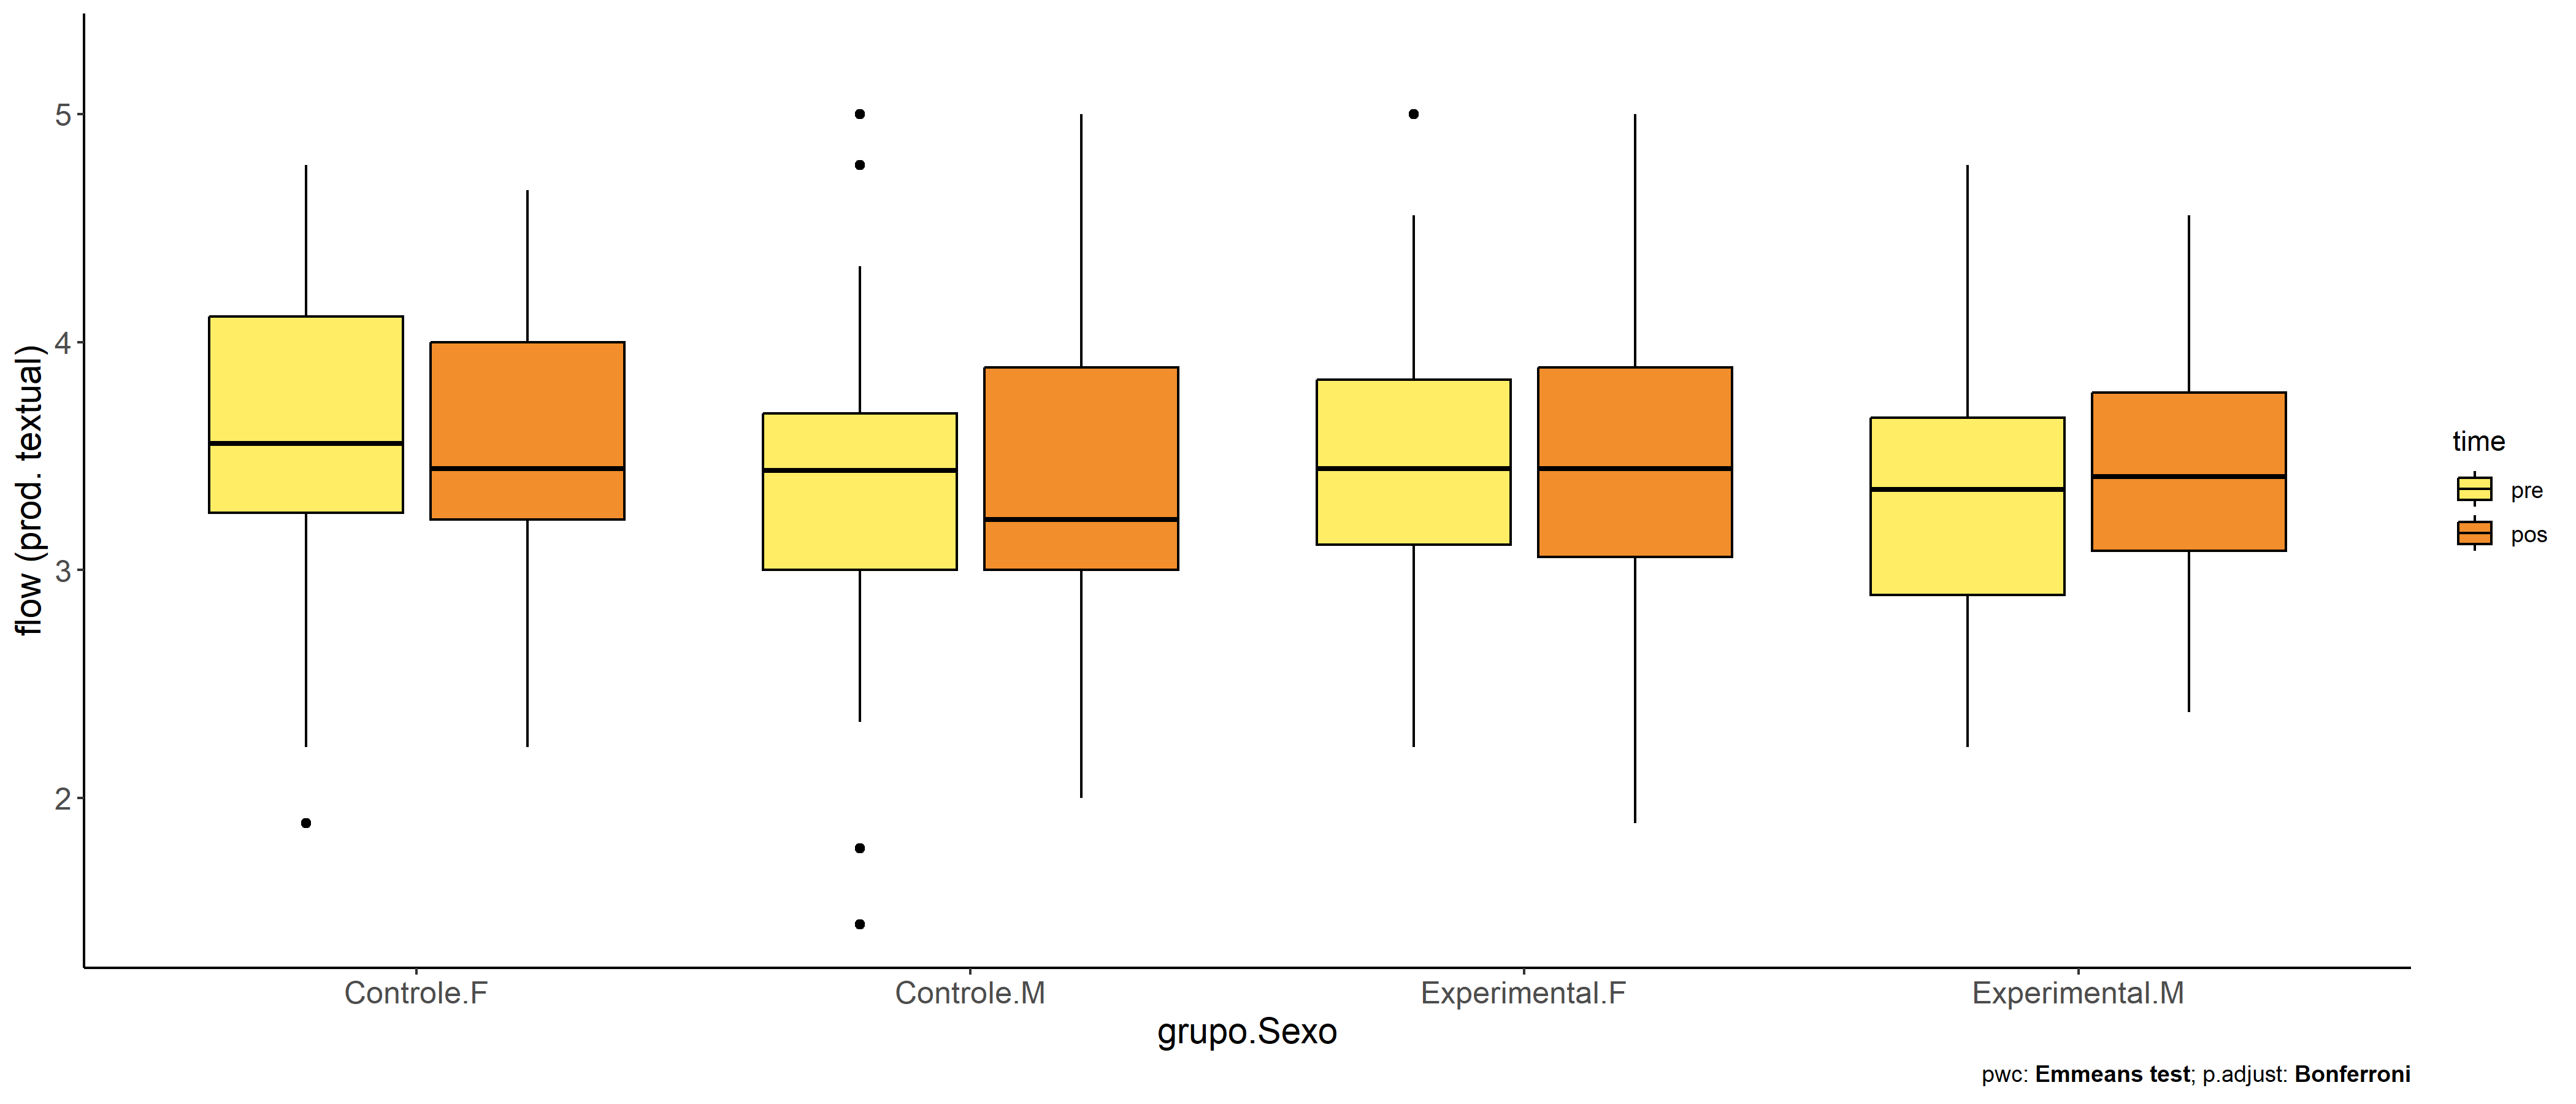 flow (prod. textual)
5
4
3
2
Controle.F
Controle.M
Experimental.F
Experimental.M
grupo.Sexo
time
pre
pos
pwc: Emmeans test; p.adjust: Bonferroni